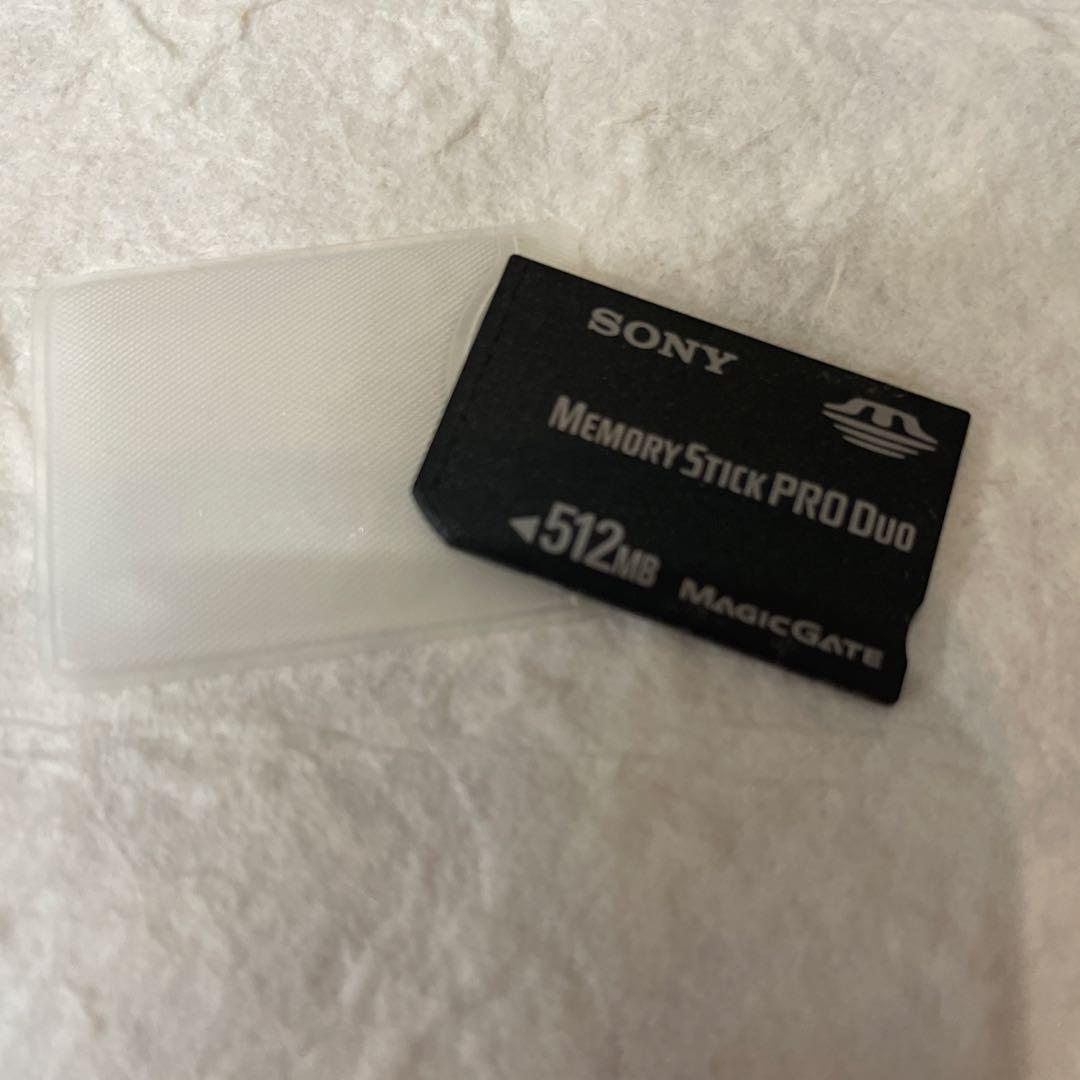 SONY
MEMORY STICK PRO DUO
◀512MB
MAGICGATE